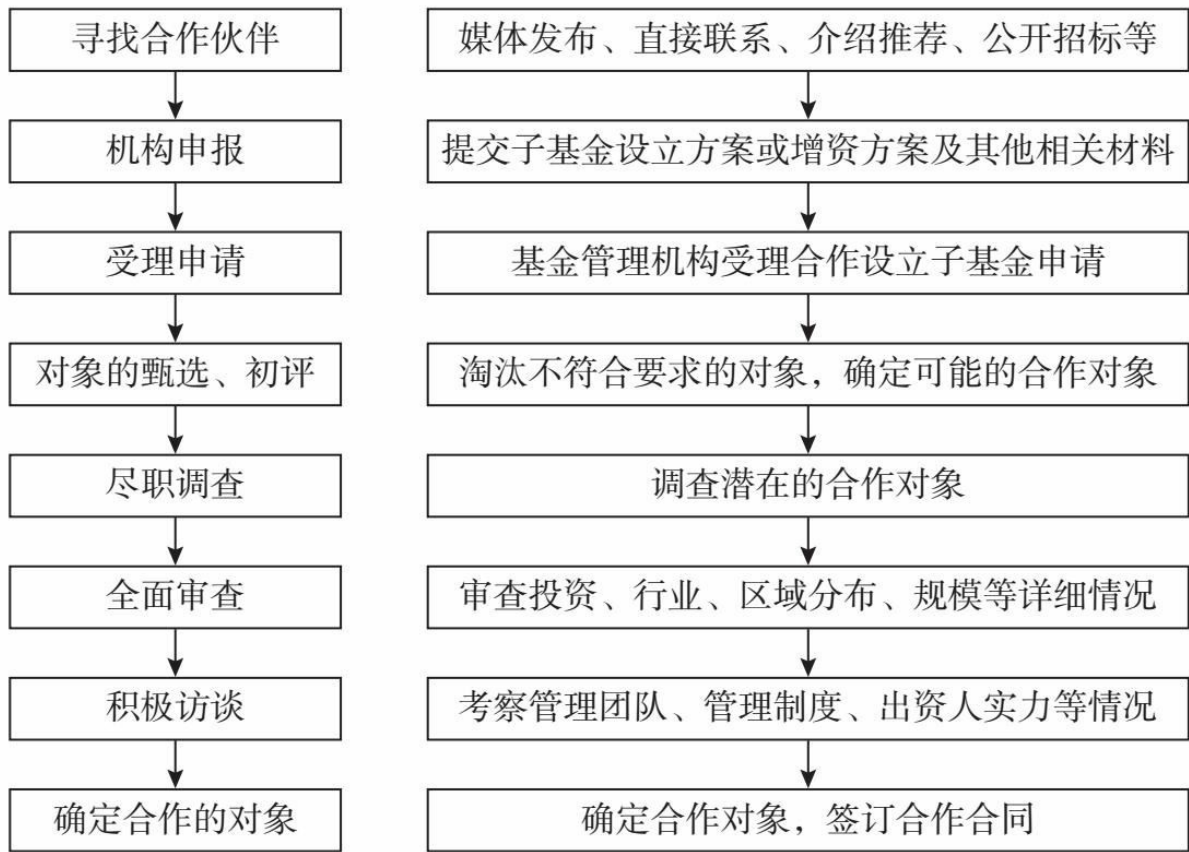 寻找合作伙伴
媒体发布、直接联系、介绍推荐、公开招标等
机构申报
提交子基金设立方案或增资方案及其他相关材料
受理申请
基金管理机构受理合作设立子基金申请
对象的甄选、初评
淘汰不符合要求的对象，确定可能的合作对象
尽职调查
调查潜在的合作对象
全面审查
审查投资、行业、区域分布、规模等详细情况
积极访谈
考察管理团队、管理制度、出资人实力等情况
确定合作的对象
确定合作对象，签订合作合同